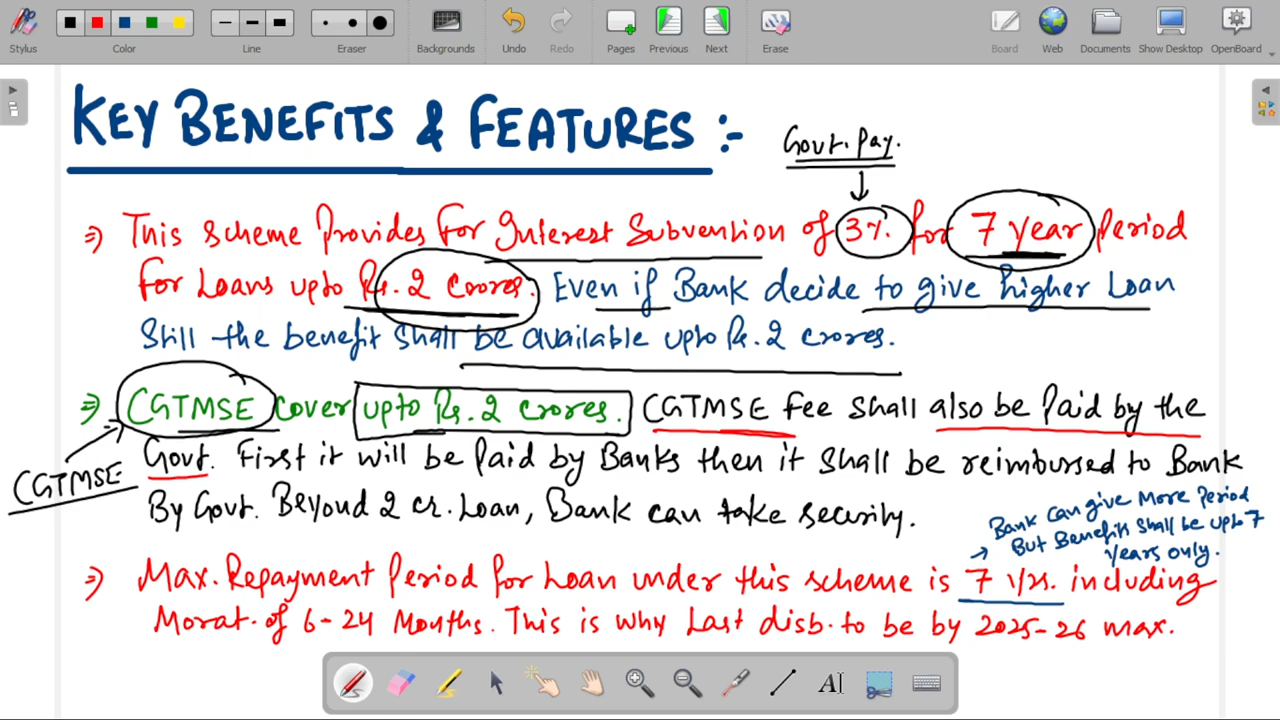 Stylus
Color
Line
Eraser
Backgrounds
Undo
Redo
Pages
Previous
Next
Erase
Board
Web
Documents
Show Desktop
OpenBoard
KEY BENEFITS & FEATURES :-
Govt. Pay.
⇒ This scheme Provides for Interest Subvention of 3% for 7 year Period
for Loans upto Rs. 2 crores. Even if Bank decide to give higher Loan
Still the benefit shall be available upto Rs. 2 crores.
⇒ CGTMSE cover upto Rs. 2 crores. CGTMSE Fee shall also be Paid by the
Govt. First it will be Paid by Banks then it shall be reimbursed to Bank
By Govt. Beyond 2 cr. Loan, Bank can take security.
CGTMSE
Bank Can give More Period
→ But Benefit Shall be upto 7
Years only.
⇒ Max. Repayment Period for Loan under this scheme is 7 Yrs. including
Morat. of 6-24 Months. This is why Last disb. to be by 2025-26 max.
AI